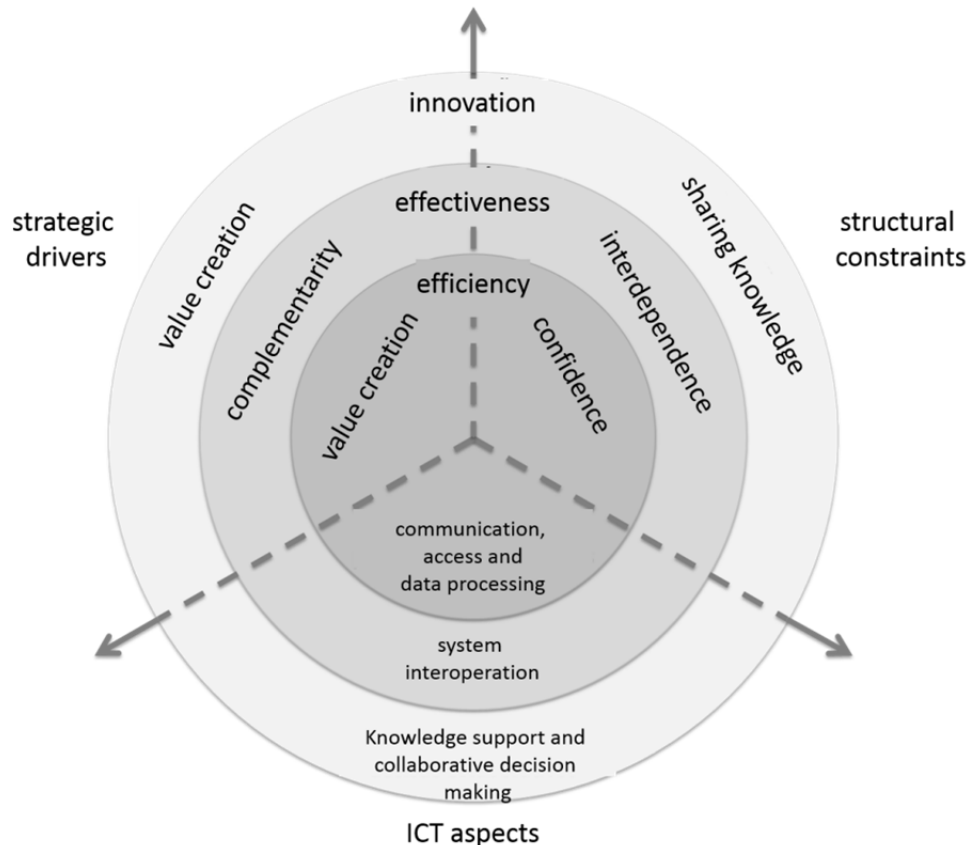 innovation
effectiveness
efficiency
strategic
drivers
value creation
complementarity
value creation
confidence
interdependence
sharing knowledge
structural
constraints
communication,
access and
data processing
system
interoperation
Knowledge support and
collaborative decision
making
ICT aspects